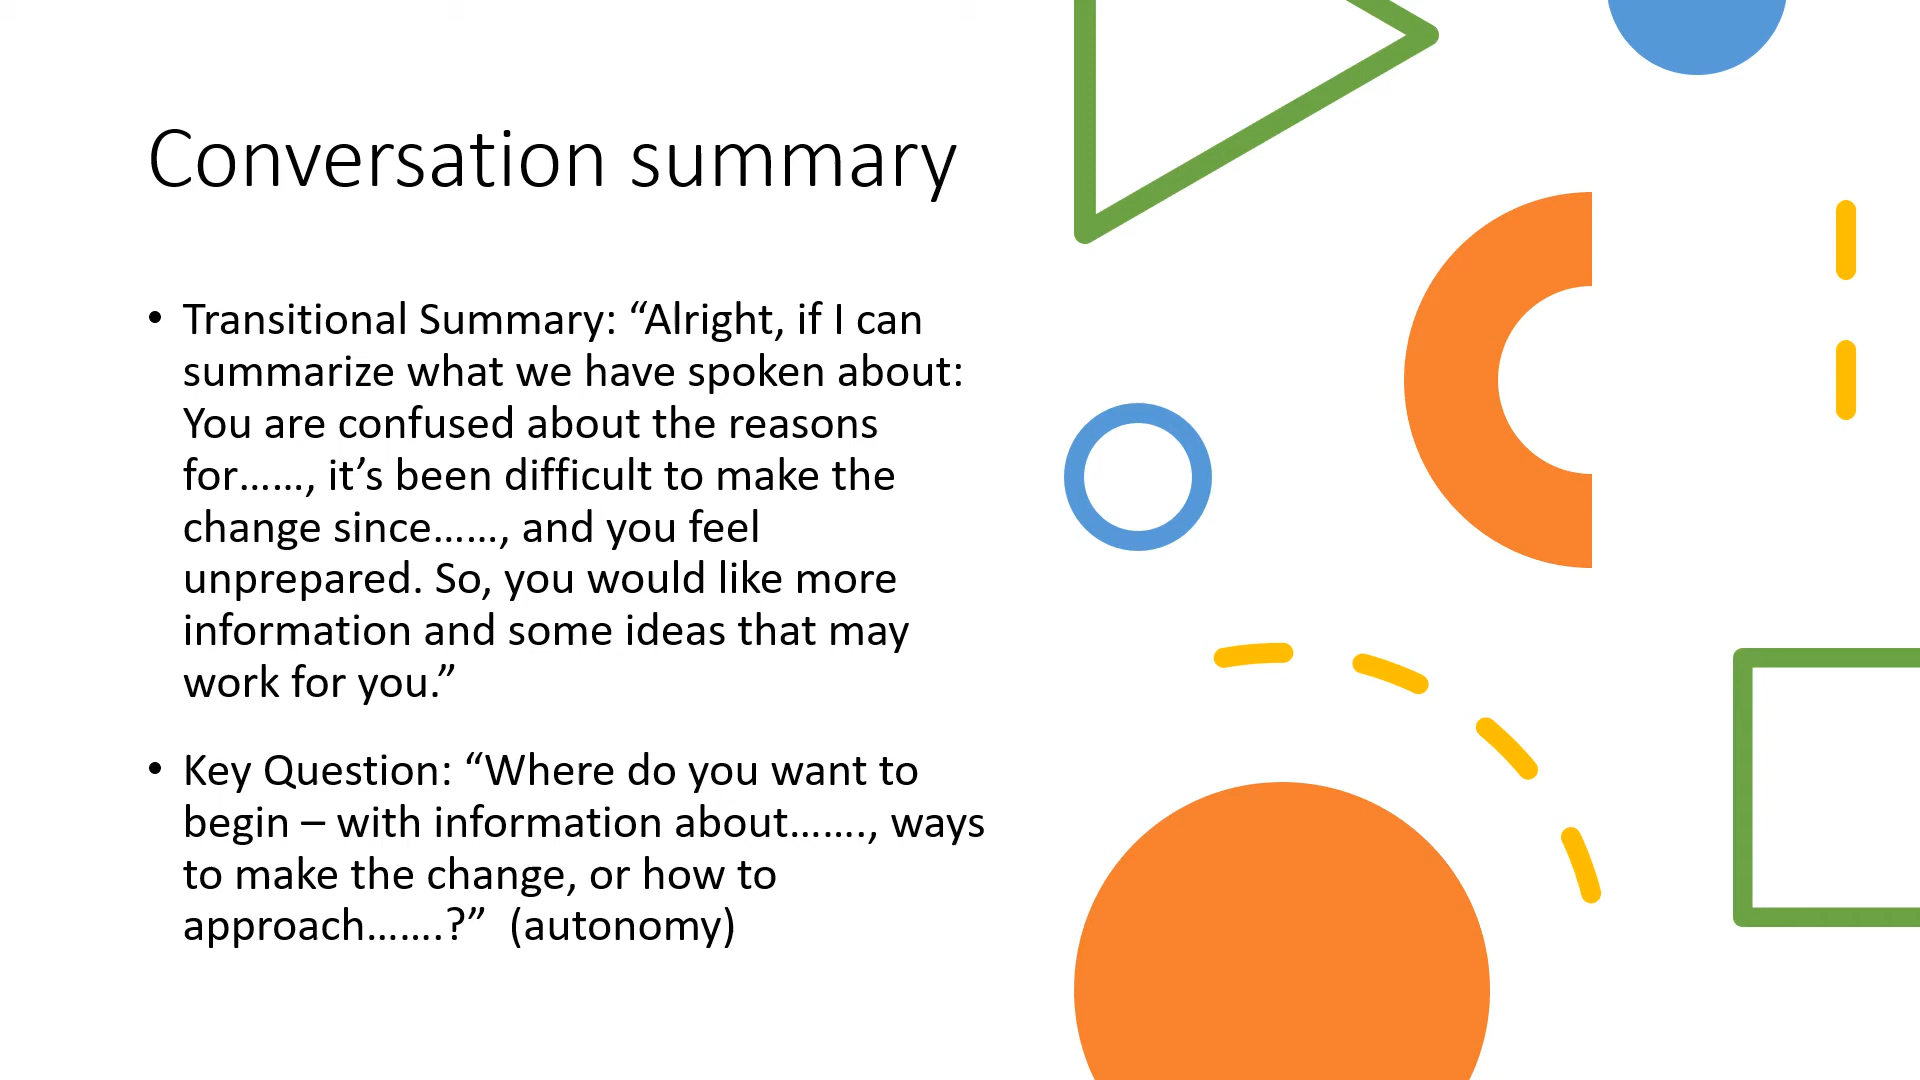 Conversation summary
• Transitional Summary: “Alright, if I can
summarize what we have spoken about:
You are confused about the reasons
for……, it’s been difficult to make the
change since……, and you feel
unprepared. So, you would like more
information and some ideas that may
work for you.”
• Key Question: “Where do you want to
begin – with information about……., ways
to make the change, or how to
approach…….?”  (autonomy)